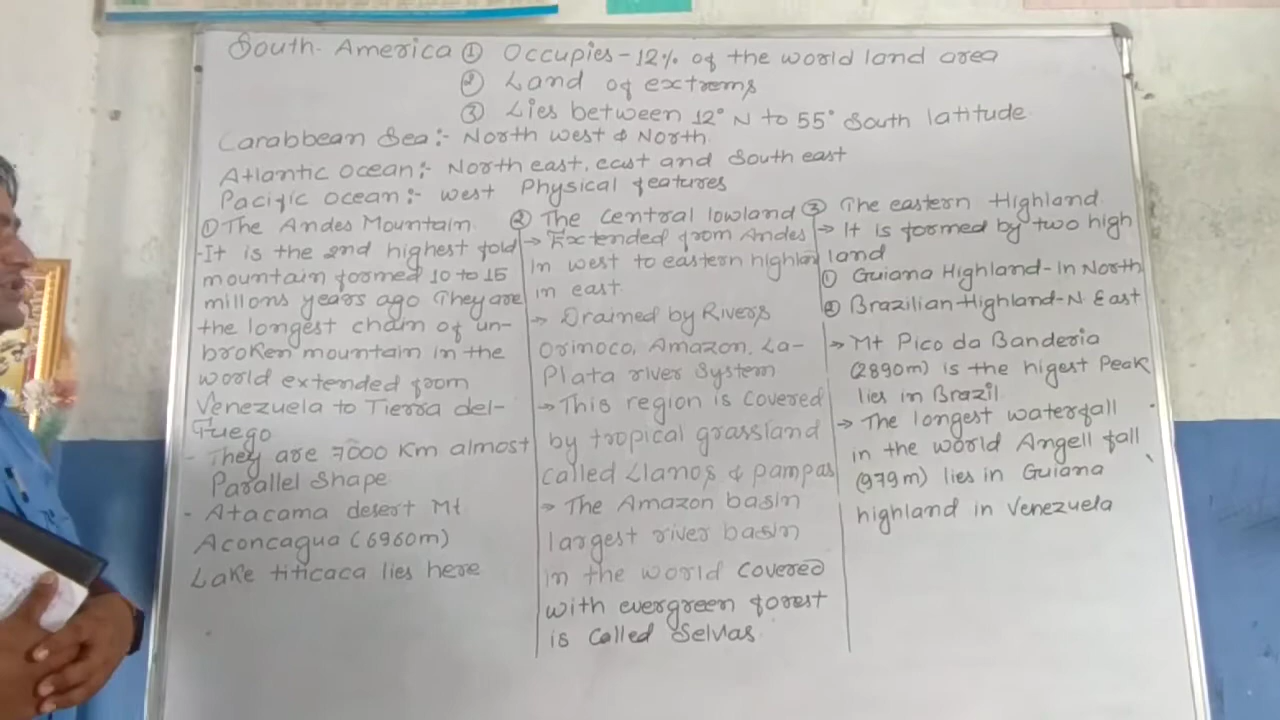 South America ① Occupies - 12% of the world land area
② Land of extrems
③ Lies between 12° N to 55° South latitude
Carabbean Sea :- North west & North
Atlantic ocean :- North east, east and South east
Pacific ocean :- west Physical features
① The Andes Mountain.
- It is the 2nd highest fold
mountain formed 10 to 15
millons years ago They are
the longest chain of un-
broken mountain in the
world extended from
Venezuela to Tierra del-
Fuego
- They are 7000 Km almost
Parallel Shape
- Atacama desert Mt
Aconcagua (6960m)
Lake titicaca lies here
② The Central lowland
→ Extended from Andes
in west to eastern highlan
in east.
→ Drained by Rivers
Orinoco, Amazon, La-
Plata river System
→ This region is covered
by tropical grassland
called Llanos & pampas
→ The Amazon basin
largest river basin
in the world covered
with evergreen forest
is called Selvas
③ The eastern Highland.
→ It is formed by two high
land
① Guiana Highland - In North
② Brazilian Highland - N. East
→ Mt Pico da Banderia
(2890m) is the higest Peak
lies in Brazil.
→ The longest waterfall
in the world Angell fall
(979m) lies in Guiana
highland in Venezuela